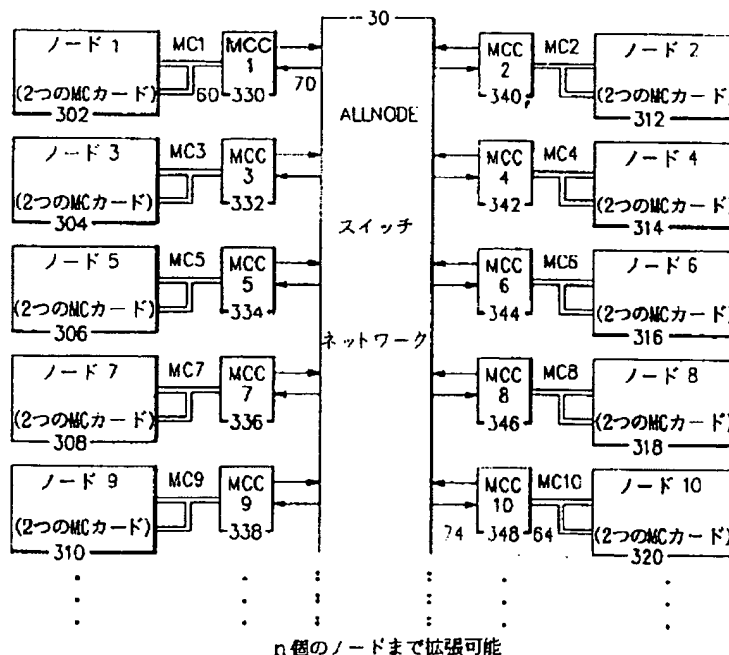 30
ノード 1
(2つのMCカード)
302
MC1
60
MCC
1
330
70
MCC
2
340
MC2
ノード 2
(2つのMCカード)
312
ALLNODE
スイッチ
ネットワーク
ノード 3
(2つのMCカード)
304
MC3
MCC
3
332
MCC
4
342
MC4
ノード 4
(2つのMCカード)
314
ノード 5
(2つのMCカード)
306
MC5
MCC
5
334
MCC
6
344
MC6
ノード 6
(2つのMCカード)
316
ノード 7
(2つのMCカード)
308
MC7
MCC
7
336
MCC
8
346
MC8
ノード 8
(2つのMCカード)
318
ノード 9
(2つのMCカード)
310
MC9
MCC
9
338
74
MCC
10
348
64
MC10
ノード 10
(2つのMCカード)
320
n個のノードまで拡張可能